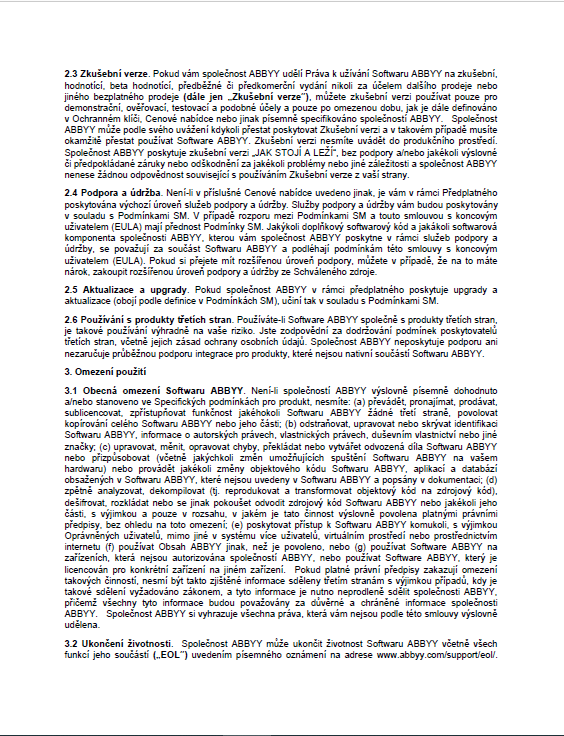 2.3 Zkušební verze. Pokud vám společnost ABBYY udělí Práva k užívání Softwaru ABBYY na zkušební,
hodnotící, beta hodnotící, předběžné či předkomerční vydání nikoli za účelem dalšího prodeje nebo
jiného bezplatného prodeje (dále jen „Zkušební verze"), můžete zkušební verzi používat pouze pro
demonstrační, ověřovací, testovací a podobné účely a pouze po omezenou dobu, jak je dále definováno
v Ochranném klíči, Cenové nabídce nebo jinak písemně specifikováno společností ABBYY. Společnost
ABBYY může podle svého uvážení kdykoli přestat poskytovat Zkušební verzi a v takovém případě musíte
okamžitě přestat používat Software ABBYY. Zkušební verzi nesmíte uvádět do produkčního prostředí.
Společnost ABBYY poskytuje zkušební verzi „JAK STOJÍ A LEŽÍ", bez podpory a/nebo jakékoli výslovné
či předpokládané záruky nebo odškodnění za jakékoli problémy nebo jiné záležitosti a společnost ABBYY
nenese žádnou odpovědnost související s používáním Zkušební verze z vaší strany.
2.4 Podpora a údržba. Není-li v příslušné Cenové nabídce uvedeno jinak, je vám v rámci Předplatného
poskytována výchozí úroveň služeb podpory a údržby. Služby podpory a údržby vám budou poskytovány
v souladu s Podmínkami SM. V případě rozporu mezi Podmínkami SM a touto smlouvou s koncovým
uživatelem (EULA) mají přednost Podmínky SM. Jakýkoli doplňkový softwarový kód a jakákoli softwarová
komponenta společnosti ABBYY, kterou vám společnost ABBYY poskytne v rámci služeb podpory a
údržby, se považují za součást Softwaru ABBYY a podléhají podmínkám této smlouvy s koncovým
uživatelem (EULA). Pokud si přejete mít rozšířenou úroveň podpory, můžete v případě, že na to máte
nárok, zakoupit rozšířenou úroveň podpory a údržby ze Schváleného zdroje.
2.5 Aktualizace a upgrady. Pokud společnost ABBYY v rámci předplatného poskytuje upgrady a
aktualizace (obojí podle definice v Podmínkách SM), učiní tak v souladu s Podmínkami SM.
2.6 Používání s produkty třetích stran. Používáte-li Software ABBYY společně s produkty třetích stran,
je takové používání výhradně na vaše riziko. Jste zodpovědní za dodržování podmínek poskytovatelů
třetích stran, včetně jejich zásad ochrany osobních údajů. Společnost ABBYY neposkytuje podporu ani
nezaručuje průběžnou podporu integrace pro produkty, které nejsou nativní součástí Softwaru ABBYY.
3. Omezení použití
3.1 Obecná omezení Softwaru ABBYY. Není-li společností ABBYY výslovně písemně dohodnuto
a/nebo stanoveno ve Specifických podmínkách pro produkt, nesmíte: (a) převádět, pronajímat, prodávat,
sublicencovat, zpřístupňovat funkčnost jakéhokoli Softwaru ABBYY žádné třetí straně, povolovat
kopírování celého Softwaru ABBYY nebo jeho části; (b) odstraňovat, upravovat nebo skrývat identifikaci
Softwaru ABBYY, informace o autorských právech, vlastnických právech, duševním vlastnictví nebo jiné
značky; (c) upravovat, měnit, opravovat chyby, překládat nebo vytvářet odvozená díla Softwaru ABBYY
nebo přizpůsobovat (včetně jakýchkoli změn umožňujících spuštění Softwaru ABBYY na vašem
hardwaru) nebo provádět jakékoli změny objektového kódu Softwaru ABBYY, aplikací a databází
obsažených v Softwaru ABBYY, které nejsou uvedeny v Softwaru ABBYY a popsány v dokumentaci; (d)
zpětně analyzovat, dekompilovat (tj. reprodukovat a transformovat objektový kód na zdrojový kód),
dešifrovat, rozkládat nebo se jinak pokoušet odvodit zdrojový kód Softwaru ABBYY nebo jakékoli jeho
části, s výjimkou a pouze v rozsahu, v jakém je tato činnost výslovně povolena platnými právními
předpisy, bez ohledu na toto omezení; (e) poskytovat přístup k Softwaru ABBYY komukoli, s výjimkou
Oprávněných uživatelů, mimo jiné v systému více uživatelů, virtuálním prostředí nebo prostřednictvím
internetu (f) používat Obsah ABBYY jinak, než je povoleno, nebo (g) používat Software ABBYY na
zařízeních, která nejsou autorizována společností ABBYY, nebo používat Software ABBYY, který je
licencován pro konkrétní zařízení na jiném zařízení. Pokud platné právní předpisy zakazují omezení
takových činností, nesmí být takto zjištěné informace sděleny třetím stranám s výjimkou případů, kdy je
takové sdělení vyžadováno zákonem, a tyto informace je nutno neprodleně sdělit společnosti ABBYY,
přičemž všechny tyto informace budou považovány za důvěrné a chráněné informace společnosti
ABBYY. Společnost ABBYY si vyhrazuje všechna práva, která vám nejsou podle této smlouvy výslovně
udělena.
3.2 Ukončení životnosti. Společnost ABBYY může ukončit životnost Softwaru ABBYY včetně všech
funkcí jeho součástí („EOL") uvedením písemného oznámení na adrese www.abbyy.com/support/eol/.